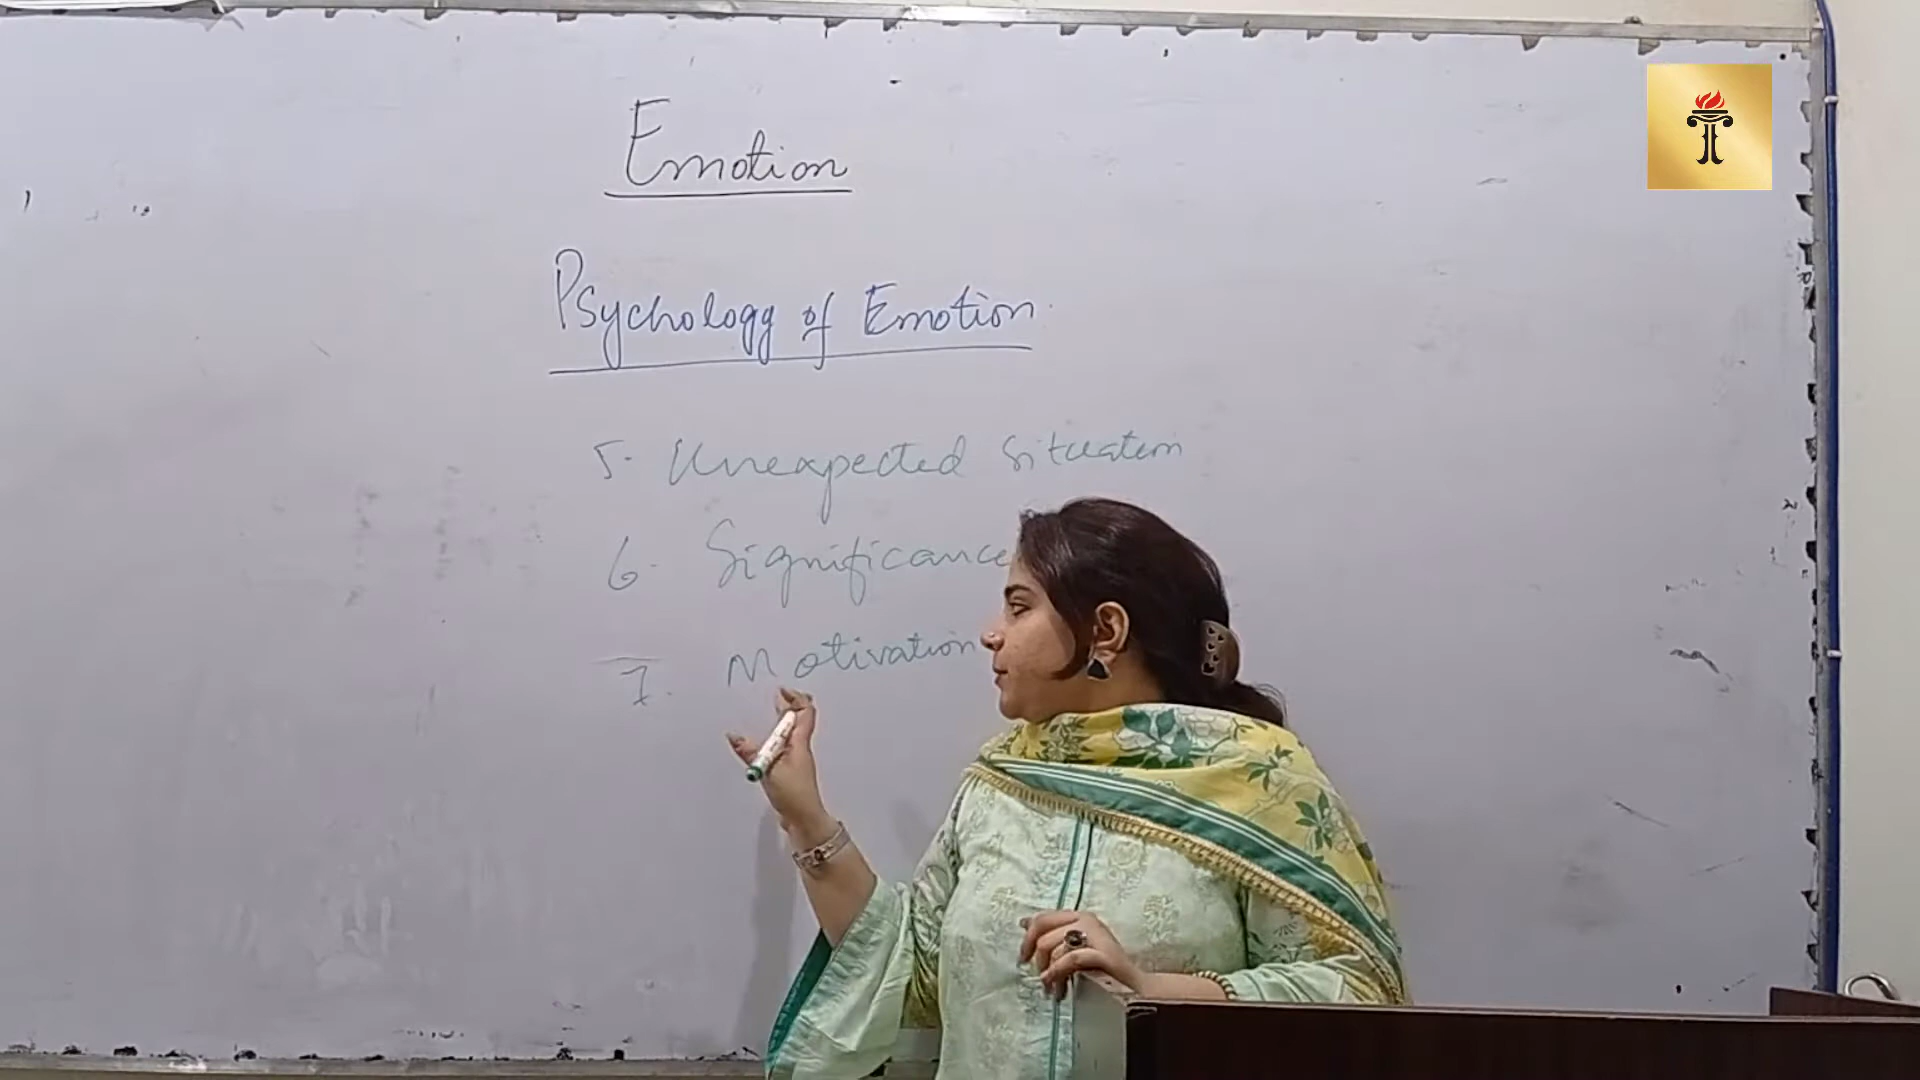 Emotion
Psychology of Emotion
5- Unexpected Situation
6- Significance
7. Motivation